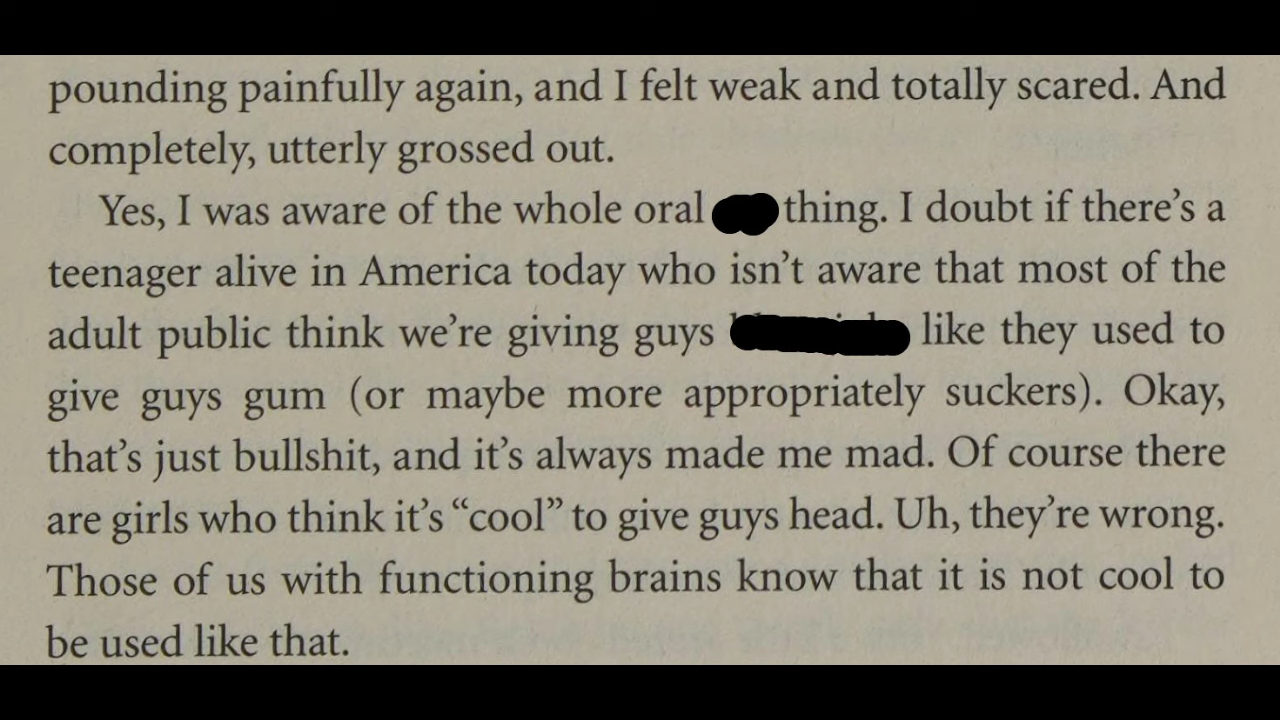 pounding painfully again, and I felt weak and totally scared. And
completely, utterly grossed out.
Yes, I was aware of the whole oral thing. I doubt if there's a
teenager alive in America today who isn't aware that most of the
adult public think we're giving guys like they used to
give guys gum (or maybe more appropriately suckers). Okay,
that's just bullshit, and it's always made me mad. Of course there
are girls who think it's “cool” to give guys head. Uh, they're wrong.
Those of us with functioning brains know that it is not cool to
be used like that.